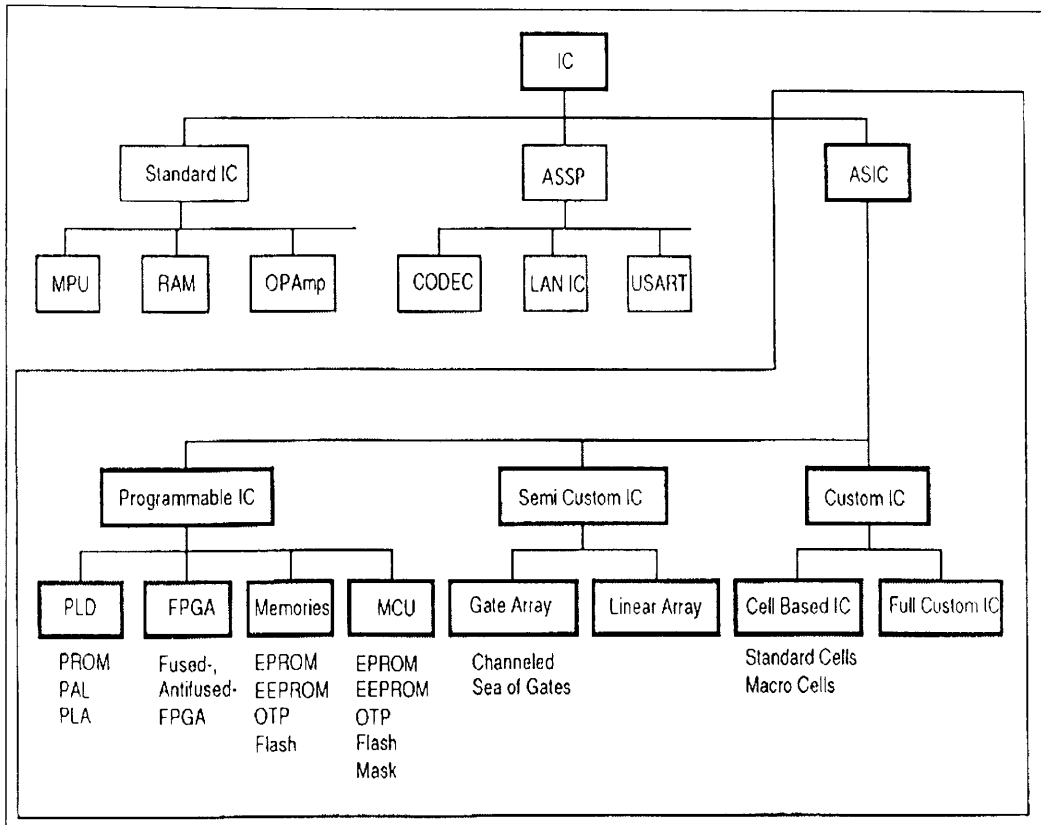 IC
Standard IC
ASSP
ASIC
MPU
RAM
OPAmp
CODEC
LAN IC
USART
Programmable IC
Semi Custom IC
Custom IC
PLD
FPGA
Memories
MCU
Gate Array
Linear Array
Cell Based IC
Full Custom IC
PROM
PAL
PLA
Fused-,
Antifused-
FPGA
EPROM
EEPROM
OTP
Flash
EPROM
EEPROM
OTP
Flash
Mask
Channeled
Sea of Gates
Standard Cells
Macro Cells